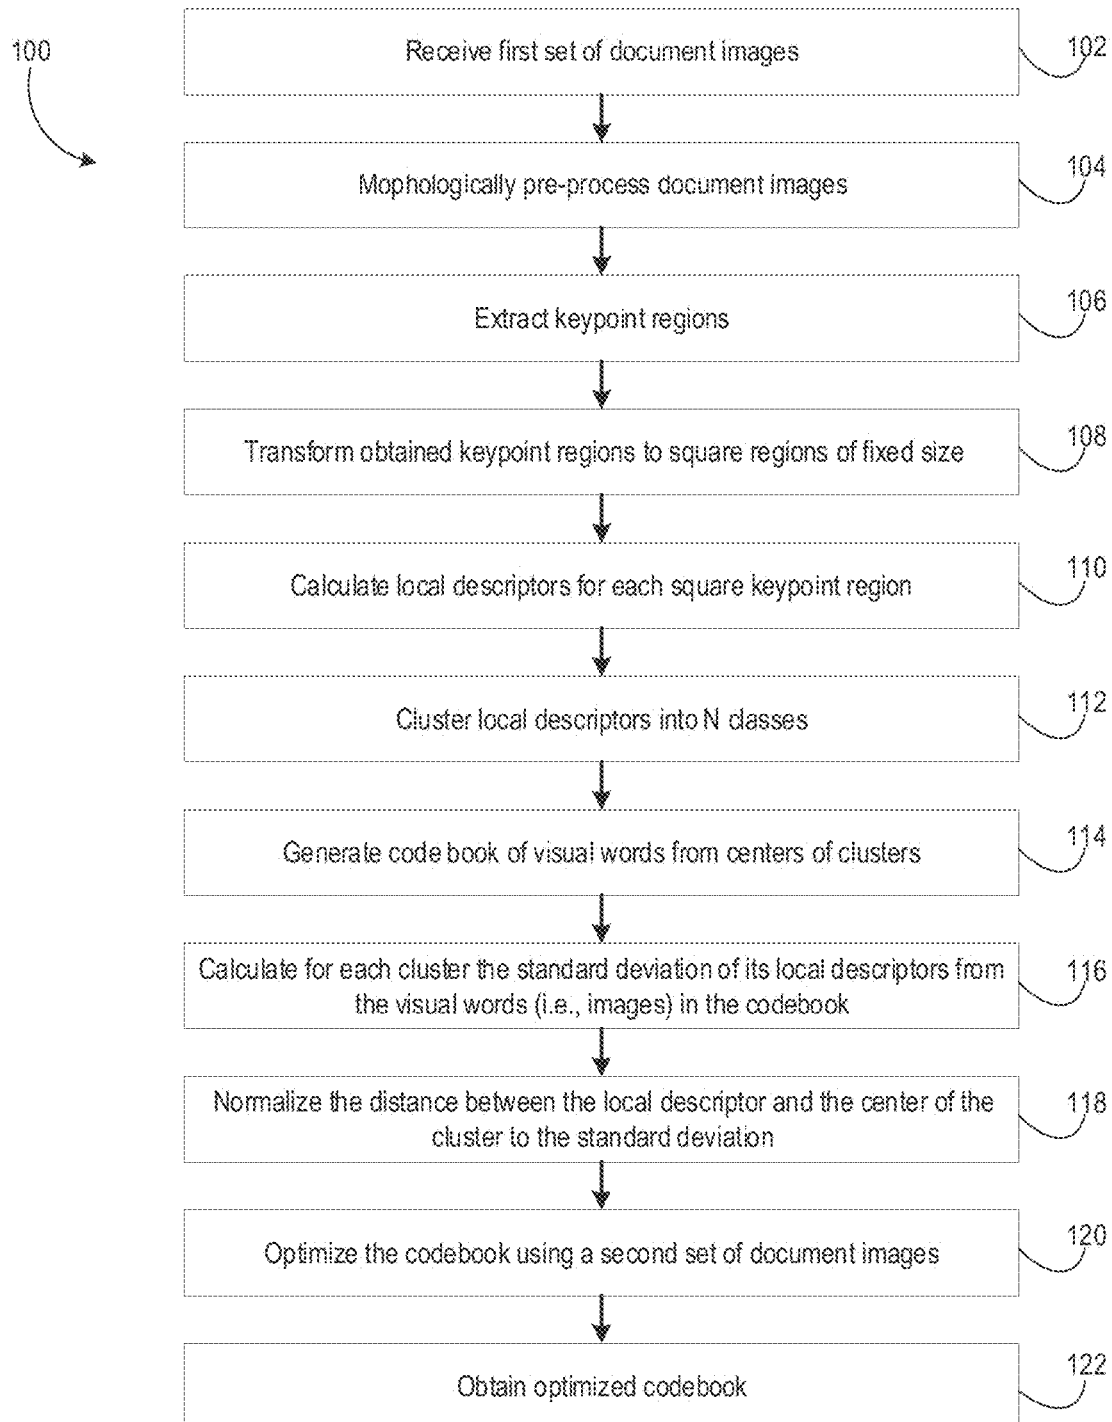 100
Receive first set of document images
102
Mophologically pre-process document images
104
Extract keypoint regions
106
Transform obtained keypoint regions to square regions of fixed size
108
Calculate local descriptors for each square keypoint region
110
Cluster local descriptors into N classes
112
Generate code book of visual words from centers of clusters
114
Calculate for each cluster the standard deviation of its local descriptors from
the visual words (i.e., images) in the codebook
116
Normalize the distance between the local descriptor and the center of the
cluster to the standard deviation
118
Optimize the codebook using a second set of document images
120
Obtain optimized codebook
122